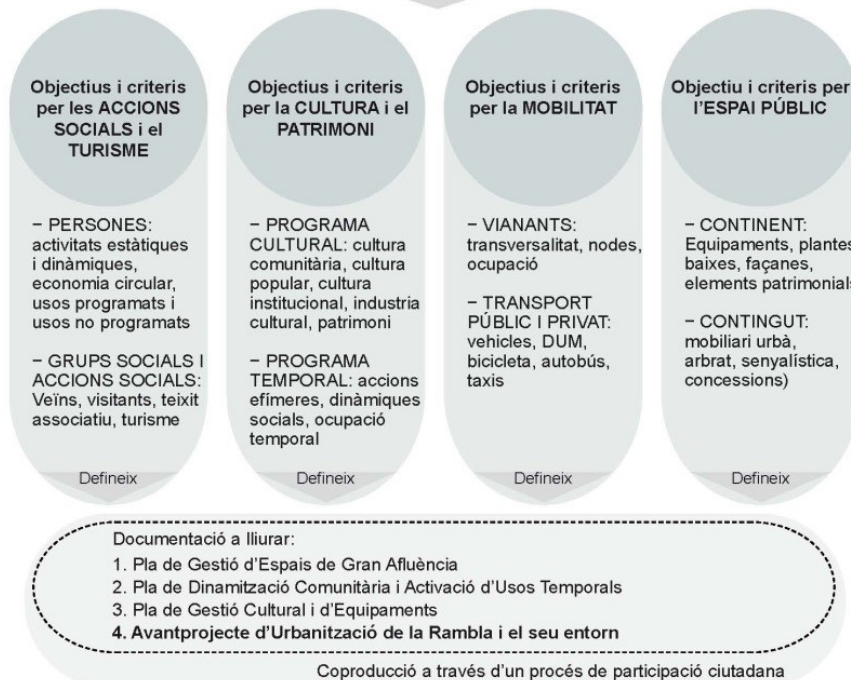 Objectius i criteris
per les ACCIONS
SOCIALS i el
TURISME
– PERSONES:
activitats estàtiques
i dinàmiques,
economia circular,
usos programats i
usos no programats
– GRUPS SOCIALS I
ACCIONS SOCIALS:
Veïns, visitants, teixit
associatiu, turisme
Defineix
Objectius i criteris
per la CULTURA i el
PATRIMONI
– PROGRAMA
CULTURAL: cultura
comunitària, cultura
popular, cultura
institucional, industria
cultural, patrimoni
– PROGRAMA
TEMPORAL: accions
efímeres, dinàmiques
socials, ocupació
temporal
Defineix
Objectius i criteris
per la MOBILITAT
– VIANANTS:
transversalitat, nodes,
ocupació
– TRANSPORT
PÚBLIC I PRIVAT:
vehicles, DUM,
bicicleta, autobús,
taxis
Defineix
Objectiu i criteris per
l'ESPAI PÚBLIC
– CONTINENT:
Equipaments, plantes
baixes, façanes,
elements patrimonials
– CONTINGUT:
mobiliari urbà,
arbrat, senyalística,
concessions)
Defineix
Documentació a lliurar:
1. Pla de Gestió d'Espais de Gran Afluència
2. Pla de Dinamització Comunitària i Activació d'Usos Temporals
3. Pla de Gestió Cultural i d'Equipaments
4. Avantprojecte d'Urbanització de la Rambla i el seu entorn
Coproducció a través d'un procés de participació ciutadana